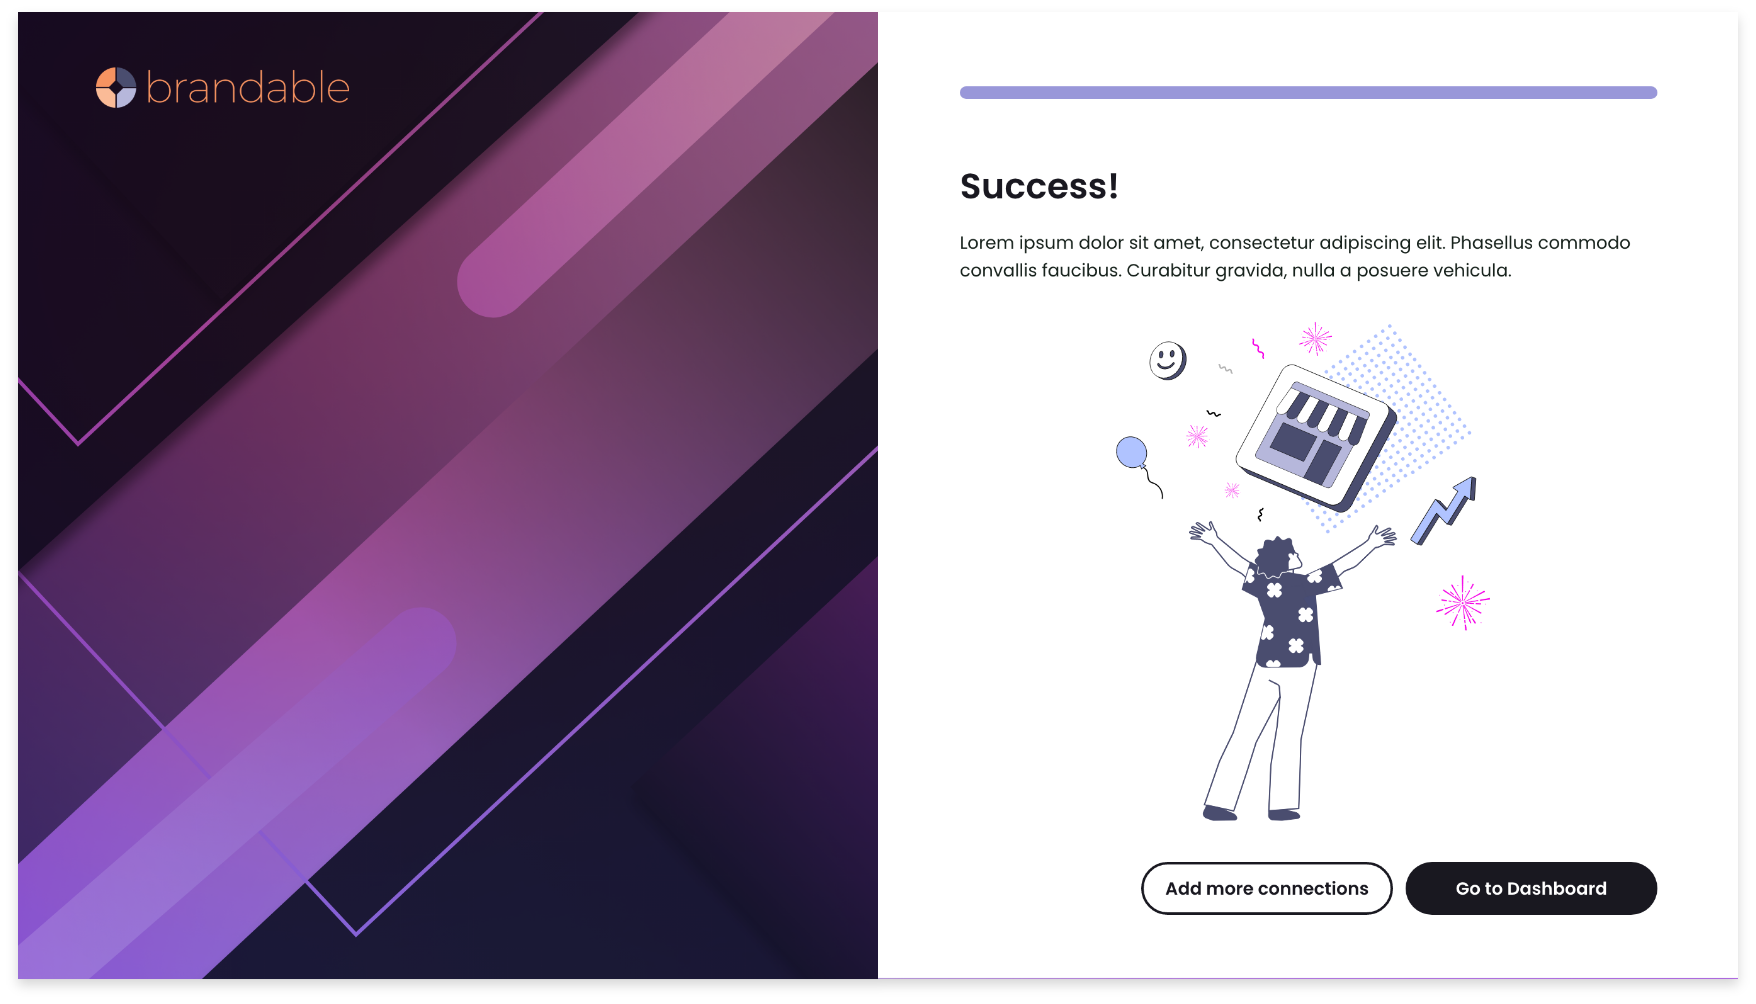 brandable
Success!
Lorem ipsum dolor sit amet, consectetur adipiscing elit. Phasellus commodo
convallis faucibus. Curabitur gravida, nulla a posuere vehicula.
Add more connections
Go to Dashboard